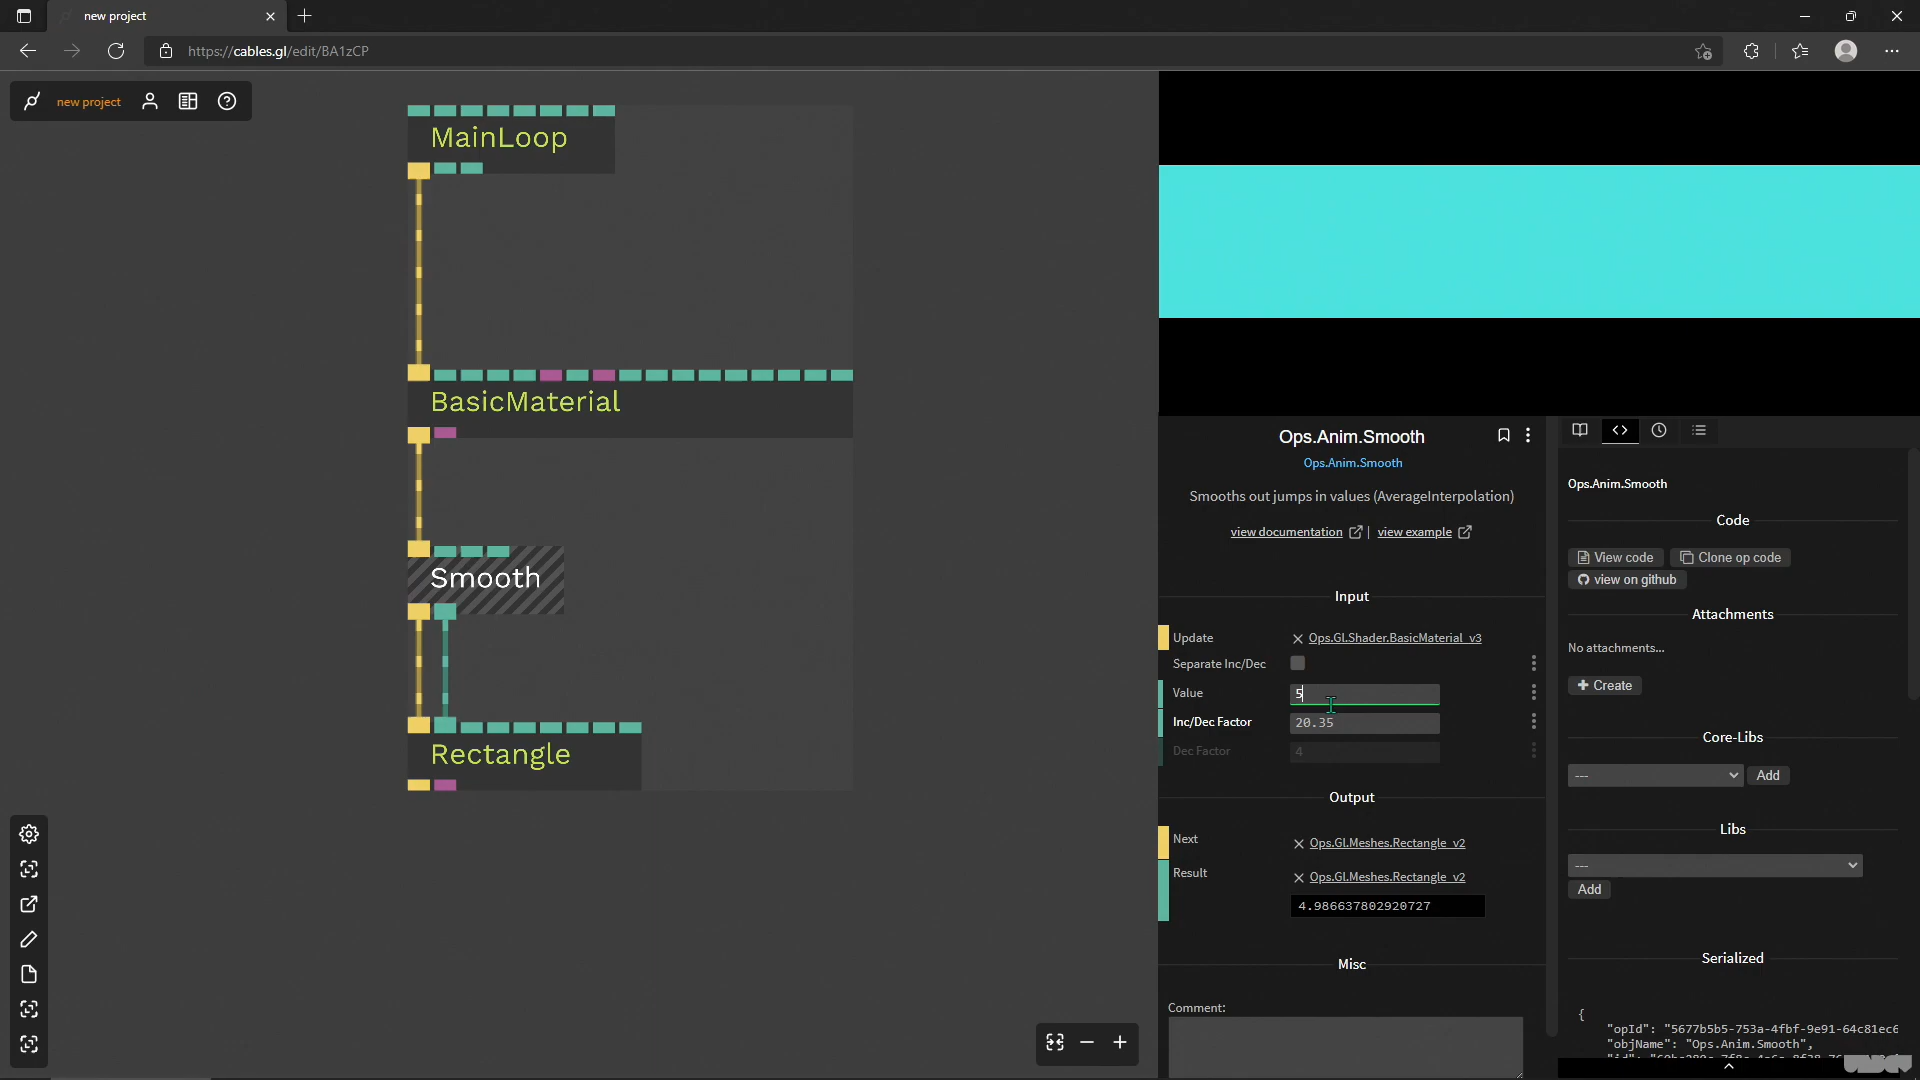 new project
https://cables.gl/edit/BA1zCP
new project
MainLoop
BasicMaterial
Smooth
Rectangle
Ops.Anim.Smooth
Ops.Anim.Smooth
Smooths out jumps in values (AverageInterpolation)
view documentation | view example
Input
Update Ops.Gl.Shader.BasicMaterial_v3
Separate Inc/Dec
Value 5
Inc/Dec Factor 20.35
Dec Factor 4
Output
Next Ops.Gl.Meshes.Rectangle_v2
Result Ops.Gl.Meshes.Rectangle_v2
4.986637802920727
Misc
Comment:
Ops.Anim.Smooth
Code
View code Clone op code
view on github
Attachments
No attachments...
+ Create
Core-Libs
--- Add
Libs
---
Add
Serialized
{
"opId": "5677b5b5-753a-4fbf-9e91-64c81ec6
"objName": "Ops.Anim.Smooth",